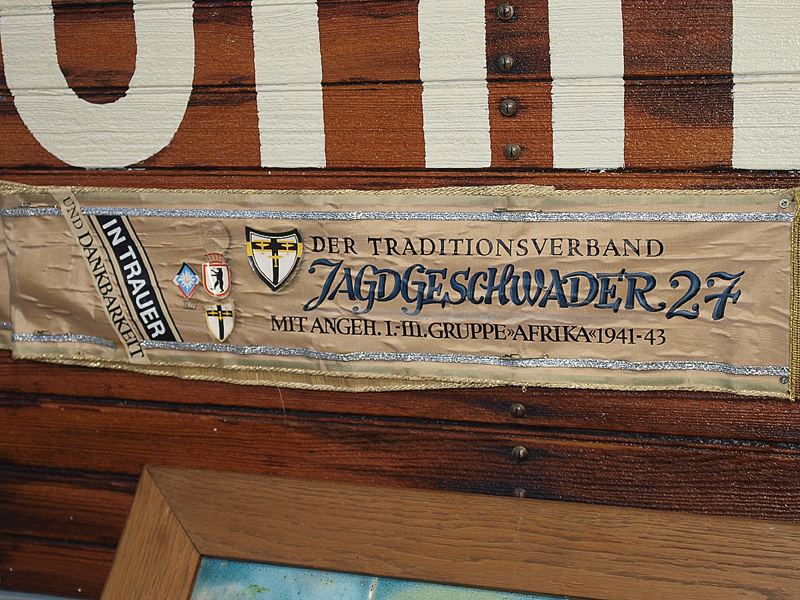 IN TRAUER
UND DANKBARKEIT
DER TRADITIONSVERBAND
JAGDGESCHWADER 27
MIT ANGEH. I.-III. GRUPPE »AFRIKA« 1941-43